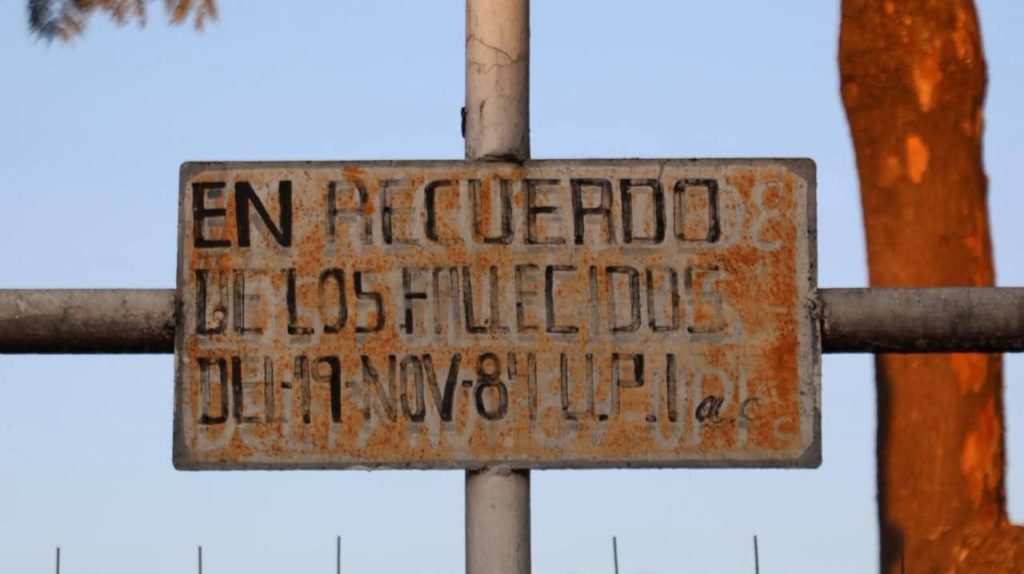 EN RECUERDO
DE LOS FALLECIDOS
DEL-19-NOV-84 U.P.I a.c